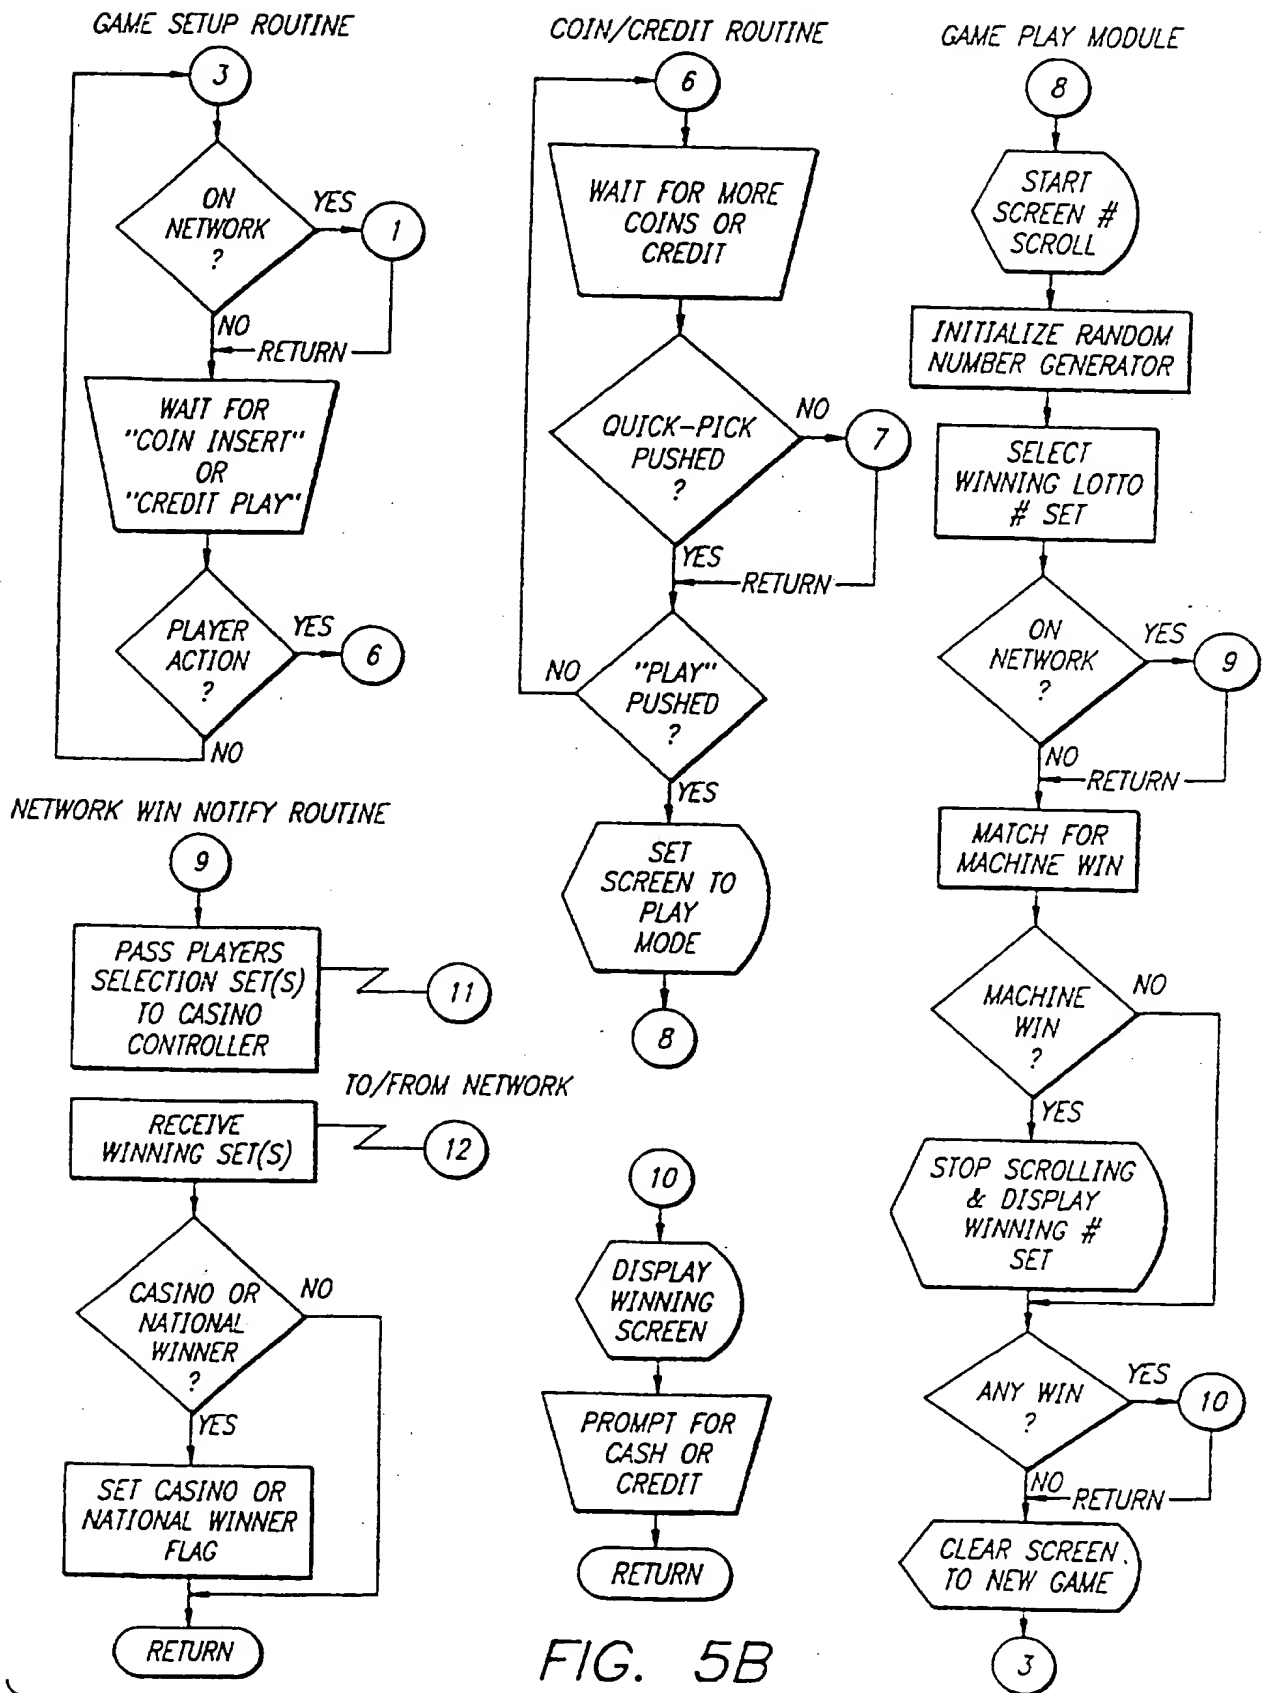 GAME SETUP ROUTINE
3
ON
NETWORK
?
YES
1
NO
RETURN
WAIT FOR
"COIN INSERT"
OR
"CREDIT PLAY"
PLAYER
ACTION
?
YES
6
NO
NETWORK WIN NOTIFY ROUTINE
9
PASS PLAYERS
SELECTION SET(S)
TO CASINO
CONTROLLER
11
TO/FROM NETWORK
RECEIVE
WINNING SET(S)
12
CASINO OR
NATIONAL
WINNER
?
NO
YES
SET CASINO OR
NATIONAL WINNER
FLAG
RETURN
COIN/CREDIT ROUTINE
6
WAIT FOR MORE
COINS OR
CREDIT
QUICK-PICK
PUSHED
?
NO
7
YES
RETURN
"PLAY"
PUSHED
?
NO
YES
SET
SCREEN TO
PLAY
MODE
8
10
DISPLAY
WINNING
SCREEN
PROMPT FOR
CASH OR
CREDIT
RETURN
GAME PLAY MODULE
8
START
SCREEN #
SCROLL
INITIALIZE RANDOM
NUMBER GENERATOR
SELECT
WINNING LOTTO
# SET
ON
NETWORK
?
YES
9
NO
RETURN
MATCH FOR
MACHINE WIN
MACHINE
WIN
?
NO
YES
STOP SCROLLING
& DISPLAY
WINNING #
SET
ANY WIN
?
YES
10
NO
RETURN
CLEAR SCREEN
TO NEW GAME
3
FIG. 5B